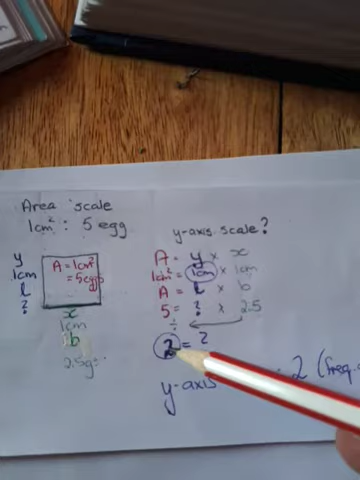 Area scale
1cm² : 5 egg
y
1cm
l
?
A = 1cm²
= 5 egg
x
1cm
b
2.5g
y-axis scale?
A = y × x
1cm² = 1cm × 1cm
A = l × b
5 = ? × 2.5
÷
2 = ?
y-axis : 2 (freq.